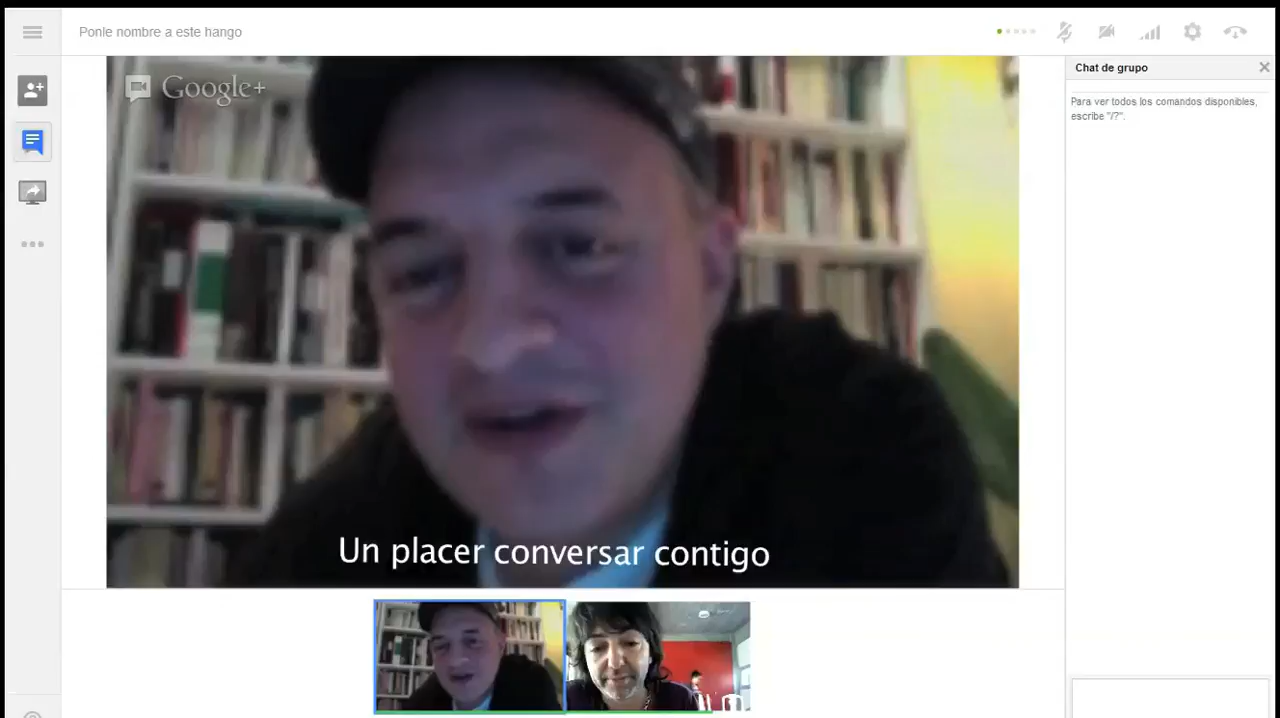 Ponle nombre a este hango
Google+
Chat de grupo
Para ver todos los comandos disponibles,
escribe "/?".
Un placer conversar contigo